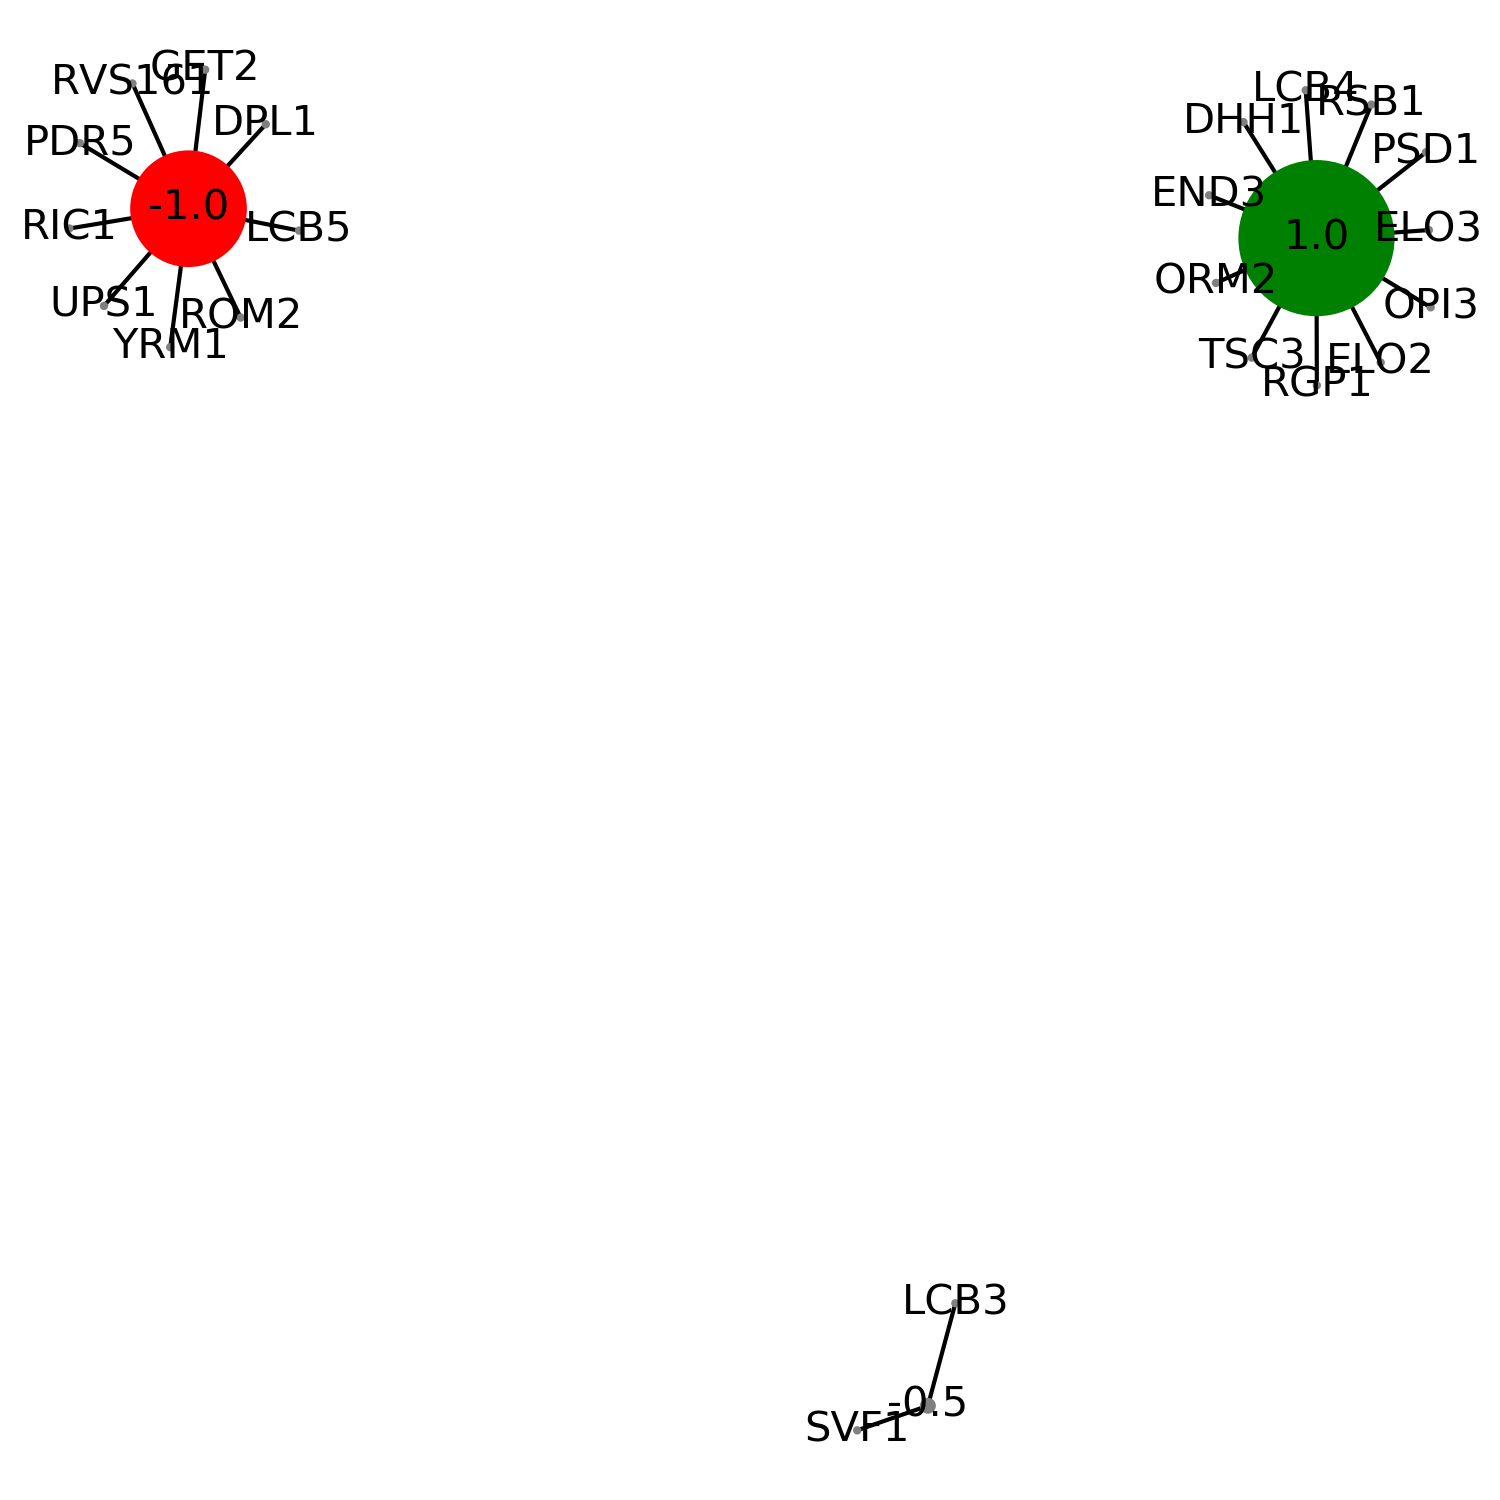 GET2
RVS161
DPL1
PDR5
-1.0
RIC1
LCB5
UPS1
ROM2
YRM1
LCB4
RSB1
DHH1
PSD1
END3
1.0
ELO3
ORM2
OPI3
TSC3
ELO2
RGP1
LCB3
-0.5
SVF1